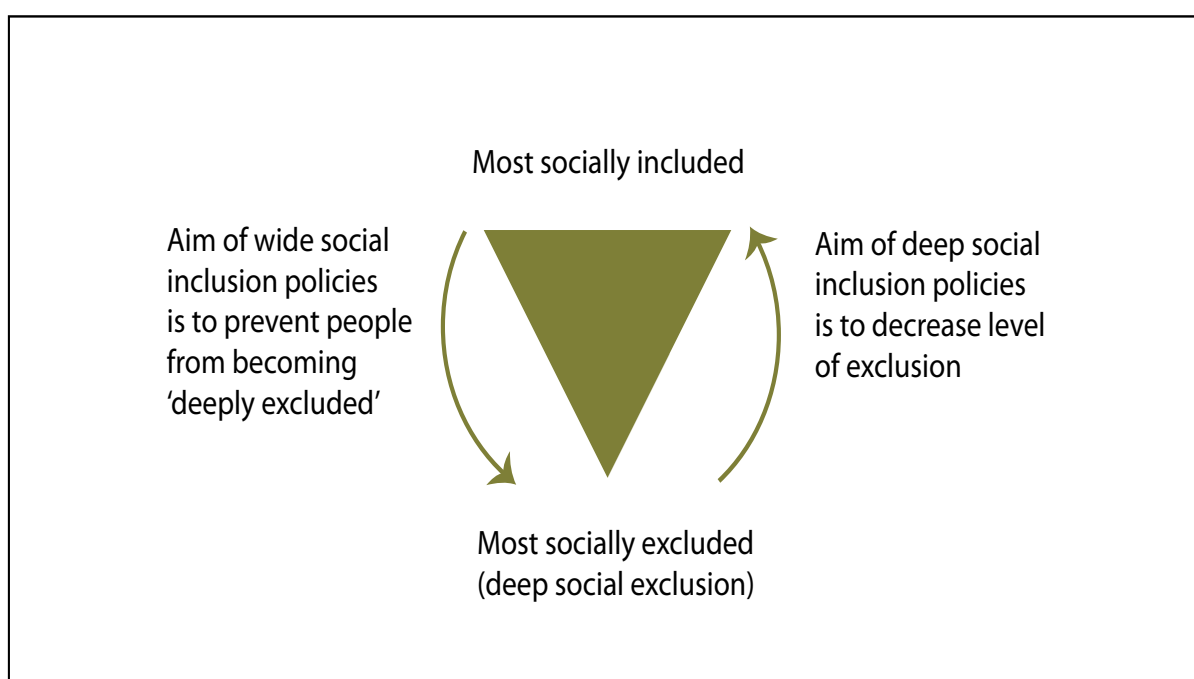 Most socially included
Aim of wide social
inclusion policies
is to prevent people
from becoming
‘deeply excluded’
Aim of deep social
inclusion policies
is to decrease level
of exclusion
Most socially excluded
(deep social exclusion)